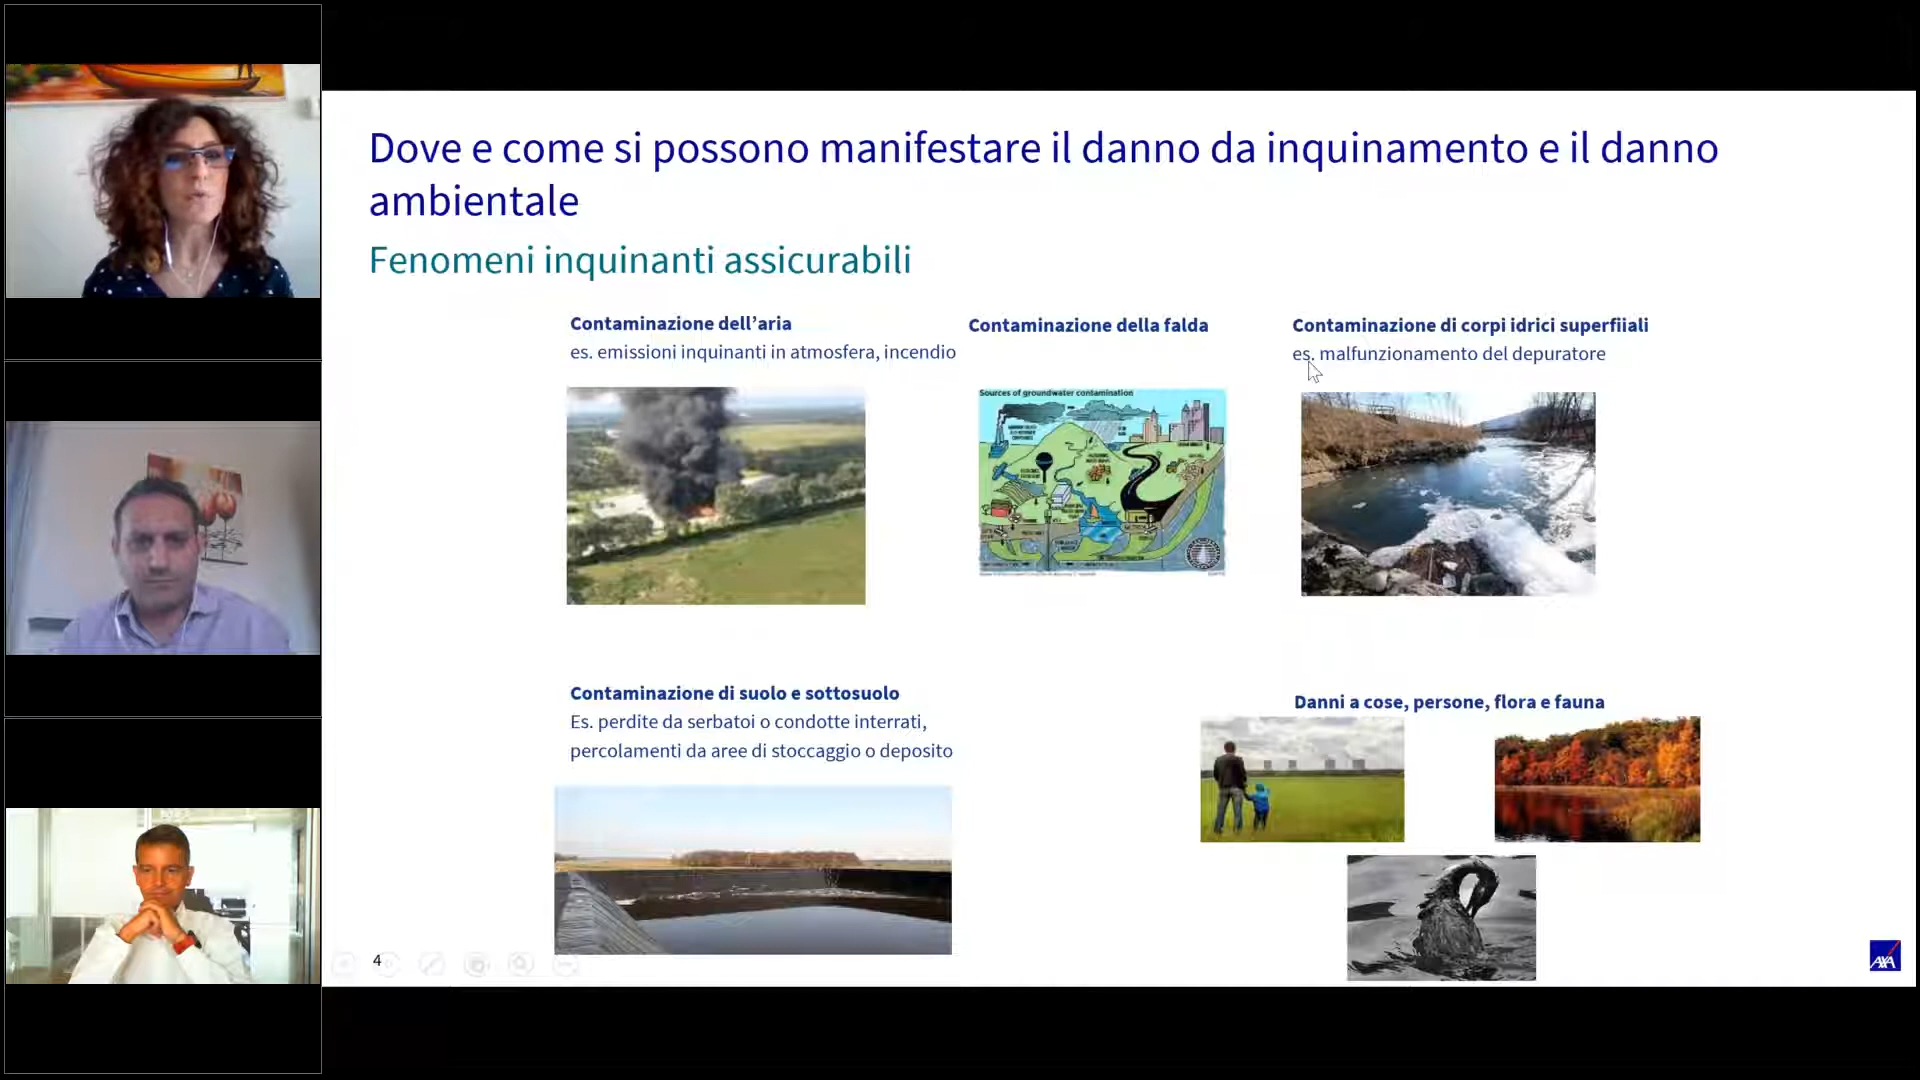 Dove e come si possono manifestare il danno da inquinamento e il danno
ambientale
Fenomeni inquinanti assicurabili
Contaminazione dell’aria
es. emissioni inquinanti in atmosfera, incendio
Contaminazione della falda
Sources of groundwater contamination
Contaminazione di corpi idrici superfiiali
es. malfunzionamento del depuratore
Contaminazione di suolo e sottosuolo
Es. perdite da serbatoi o condotte interrati,
percolamenti da aree di stoccaggio o deposito
Danni a cose, persone, flora e fauna
4
AXA